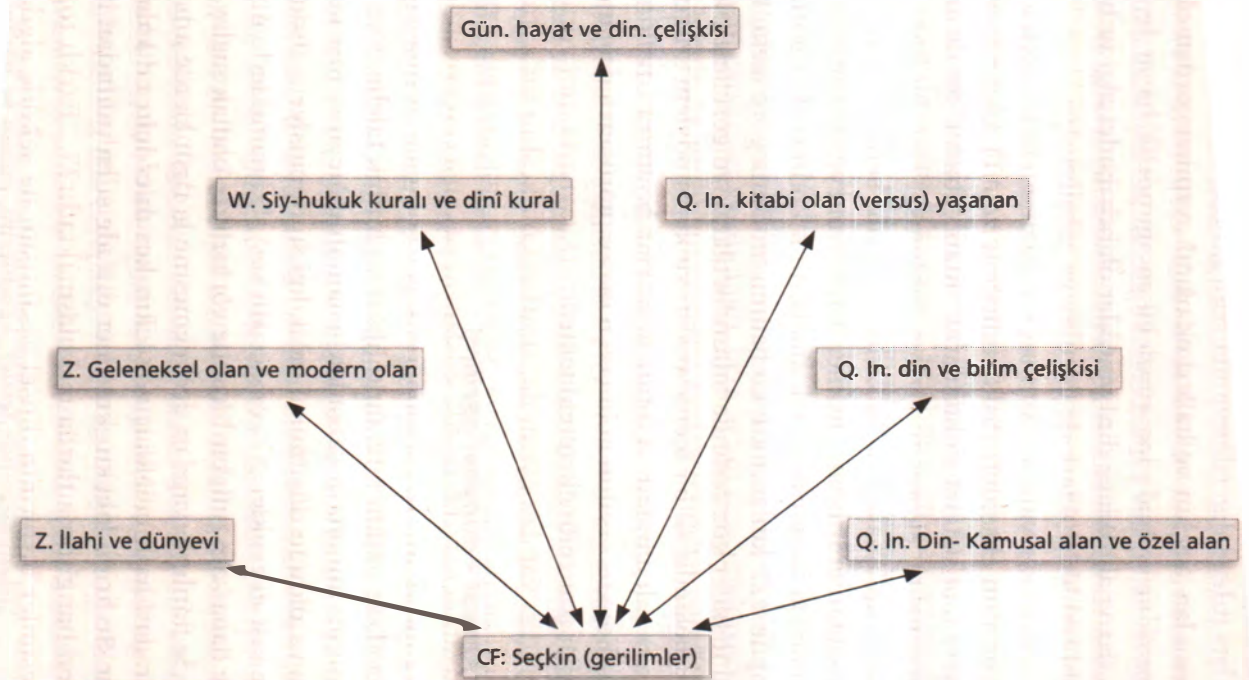 Gün. hayat ve din. çelişkisi
W. Siy-hukuk kuralı ve dinî kural
Q. In. kitabi olan (versus) yaşanan
Z. Geleneksel olan ve modern olan
Q. In. din ve bilim çelişkisi
Z. İlahi ve dünyevi
Q. In. Din- Kamusal alan ve özel alan
CF: Seçkin (gerilimler)